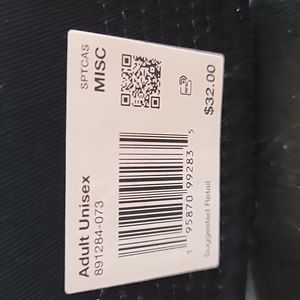 SPTCAS
MISC
$32.00
Suggested Retail
Adult Unisex
891284-073
1 95870 99283 5